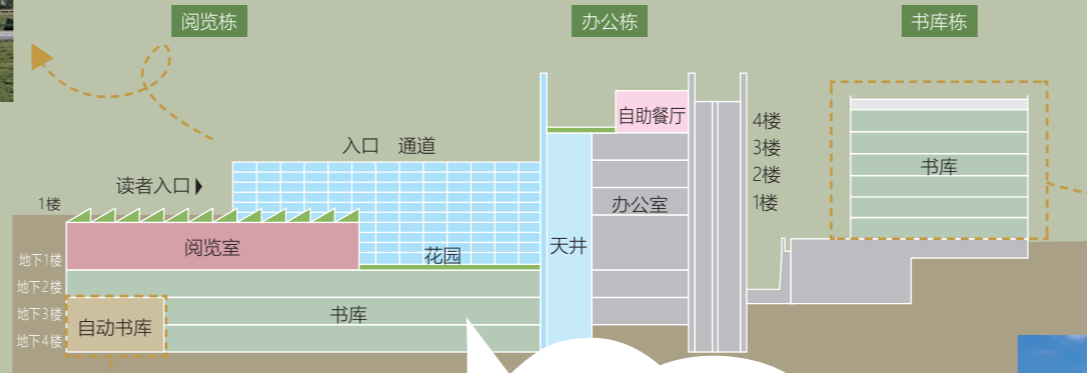 阅览栋
办公栋
书库栋
自助餐厅
入口　通道
4楼
3楼
2楼
1楼
书库
读者入口
1楼
办公室
阅览室
花园
天井
地下1楼
地下2楼
地下3楼
地下4楼
书库
自动书库